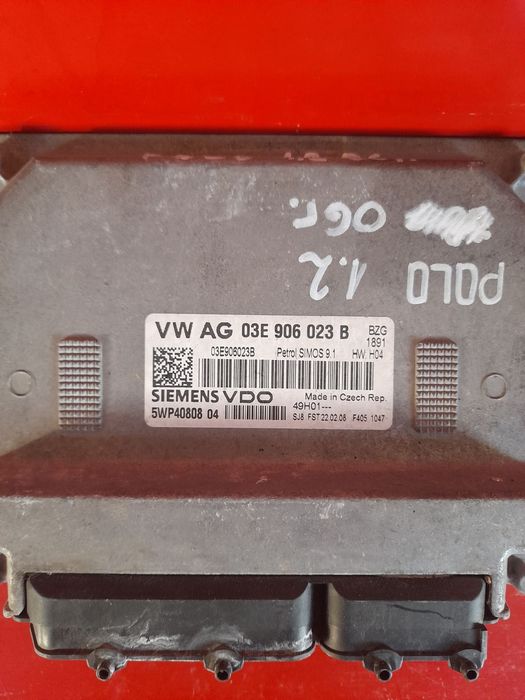 POLO 1.2
06г.
VW AG 03E 906 023 B
BZG
1891
03E906023B Petrol SIMOS 9.1 HW. H04
SIEMENS VDO
Made in Czech Rep.
49H01---
5WP40808 04
SJ8 FST 22.02.06 F405 1047